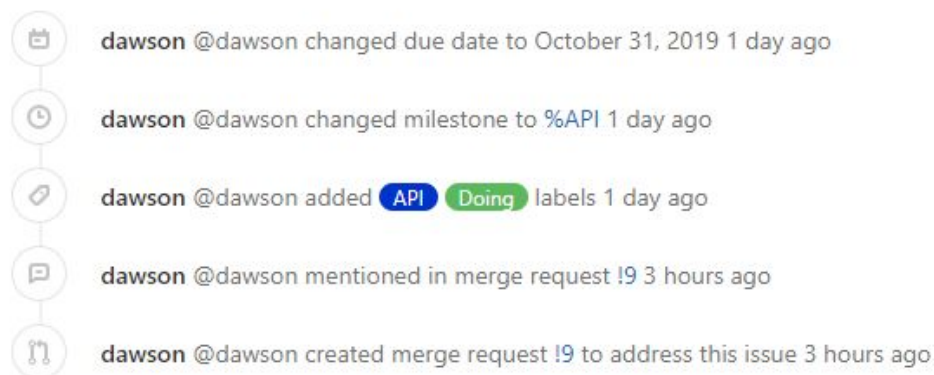 dawson @dawson changed due date to October 31, 2019 1 day ago
dawson @dawson changed milestone to %API 1 day ago
dawson @dawson added API Doing labels 1 day ago
dawson @dawson mentioned in merge request !9 3 hours ago
dawson @dawson created merge request !9 to address this issue 3 hours ago